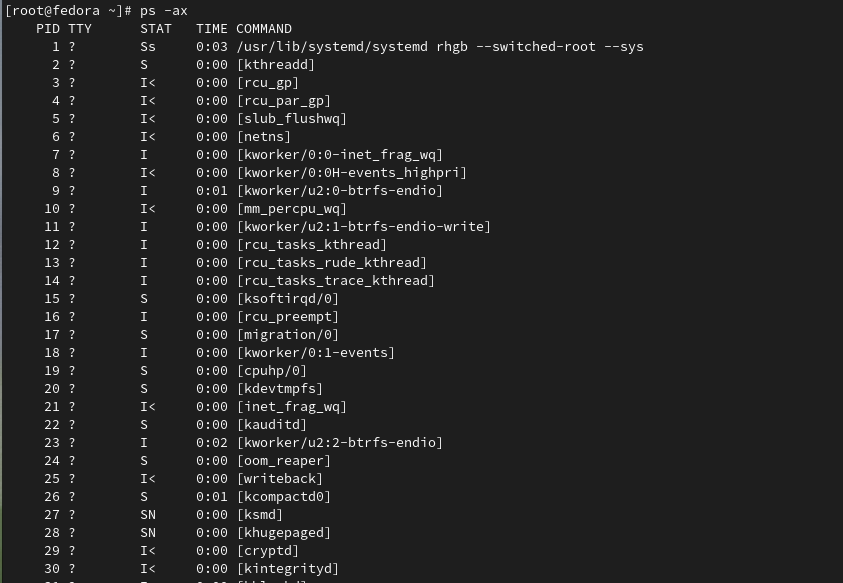 [root@fedora ~]# ps -ax
PID TTY STAT TIME COMMAND
1 ? Ss 0:03 /usr/lib/systemd/systemd rhgb --switched-root --sys
2 ? S 0:00 [kthreadd]
3 ? I< 0:00 [rcu_gp]
4 ? I< 0:00 [rcu_par_gp]
5 ? I< 0:00 [slub_flushwq]
6 ? I< 0:00 [netns]
7 ? I 0:00 [kworker/0:0-inet_frag_wq]
8 ? I< 0:00 [kworker/0:0H-events_highpri]
9 ? I 0:01 [kworker/u2:0-btrfs-endio]
10 ? I< 0:00 [mm_percpu_wq]
11 ? I 0:00 [kworker/u2:1-btrfs-endio-write]
12 ? I 0:00 [rcu_tasks_kthread]
13 ? I 0:00 [rcu_tasks_rude_kthread]
14 ? I 0:00 [rcu_tasks_trace_kthread]
15 ? S 0:00 [ksoftirqd/0]
16 ? I 0:00 [rcu_preempt]
17 ? S 0:00 [migration/0]
18 ? I 0:00 [kworker/0:1-events]
19 ? S 0:00 [cpuhp/0]
20 ? S 0:00 [kdevtmpfs]
21 ? I< 0:00 [inet_frag_wq]
22 ? S 0:00 [kauditd]
23 ? I 0:02 [kworker/u2:2-btrfs-endio]
24 ? S 0:00 [oom_reaper]
25 ? I< 0:00 [writeback]
26 ? S 0:01 [kcompactd0]
27 ? SN 0:00 [ksmd]
28 ? SN 0:00 [khugepaged]
29 ? I< 0:00 [cryptd]
30 ? I< 0:00 [kintegrityd]